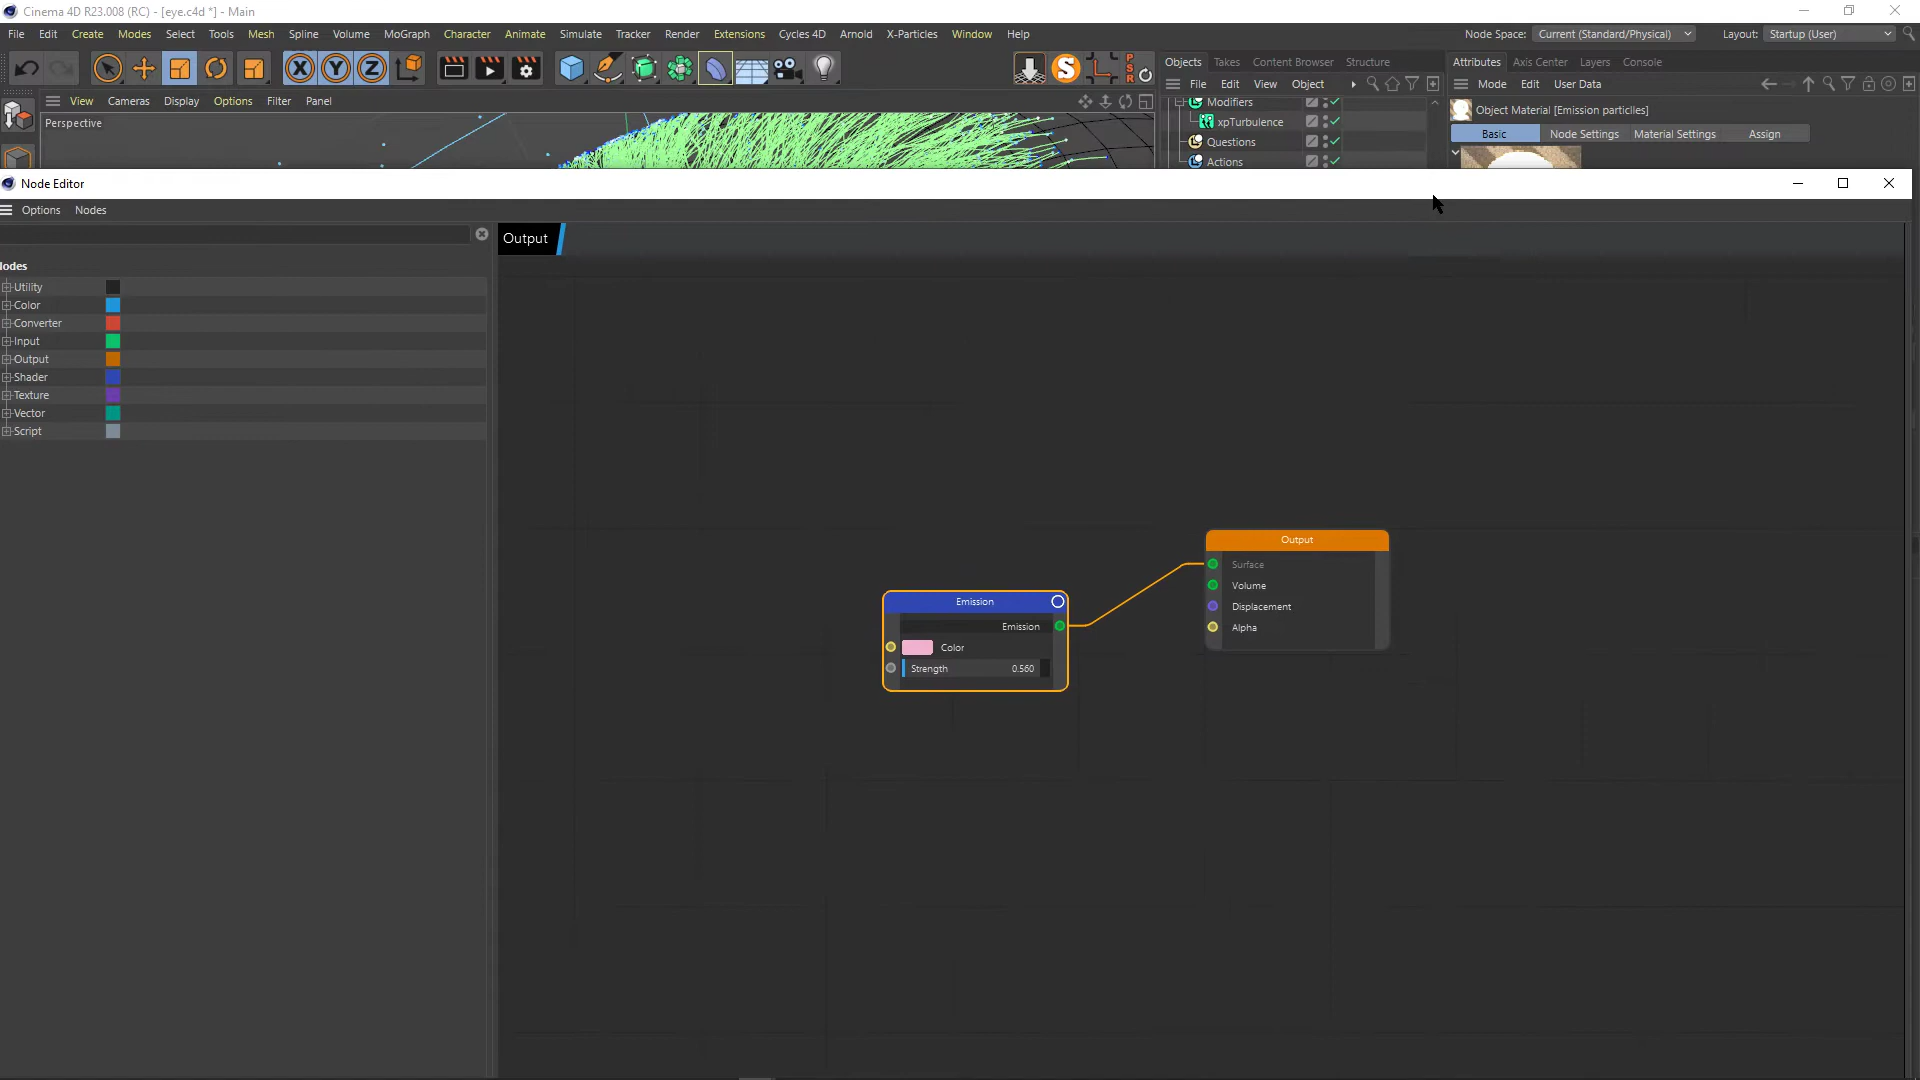 Cinema 4D R23.008 (RC) - [eye.c4d *] - Main
File Edit Create Modes Select Tools Mesh Spline Volume MoGraph Character Animate Simulate Tracker Render Extensions Cycles 4D Arnold X-Particles Window Help
Node Space: Current (Standard/Physical) Layout: Startup (User)
X Y Z S PSR
Objects Takes Content Browser Structure
Attributes Axis Center Layers Console
File Edit View Object
Mode Edit User Data
View Cameras Display Options Filter Panel
Perspective
Modifiers
xpTurbulence
Questions
Actions
Object Material [Emission particlles]
Basic Node Settings Material Settings Assign
Node Editor
Options Nodes
Output
lodes
Utility
Color
Converter
Input
Output
Shader
Texture
Vector
Script
Output
Surface
Volume
Displacement
Alpha
Emission
Emission
Color
Strength 0.560